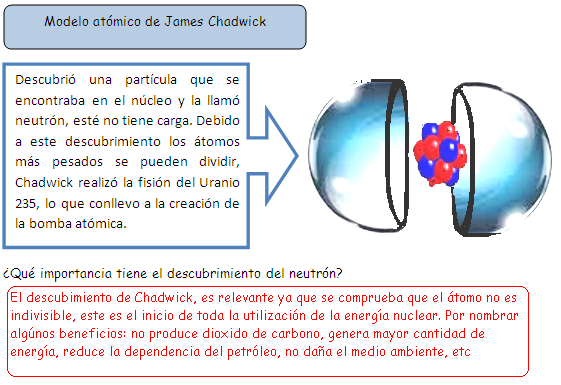 Modelo atómico de James Chadwick
Descubrió una partícula que se
encontraba en el núcleo y la llamó
neutrón, esté no tiene carga. Debido
a este descubrimiento los átomos
más pesados se pueden dividir,
Chadwick realizó la fisión del Uranio
235, lo que conllevo a la creación de
la bomba atómica.
¿Qué importancia tiene el descubrimiento del neutrón?
El descubimiento de Chadwick, es relevante ya que se comprueba que el átomo no es
indivisible, este es el inicio de toda la utilización de la energía nuclear. Por nombrar
algúnos beneficios: no produce dioxido de carbono, genera mayor cantidad de
energía, reduce la dependencia del petróleo, no daña el medio ambiente, etc